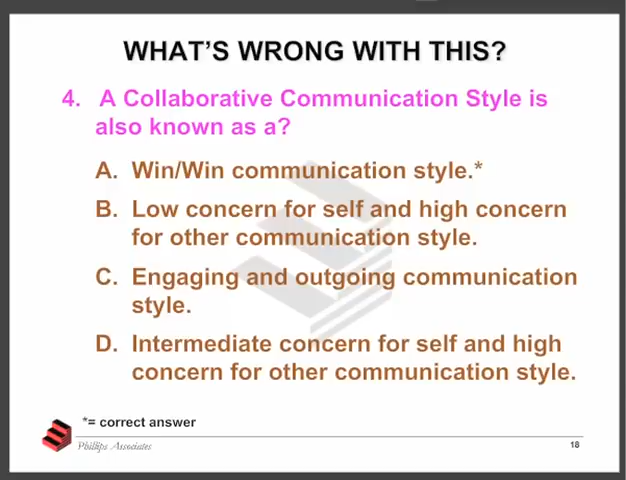 WHAT'S WRONG WITH THIS?
4. A Collaborative Communication Style is
also known as a?
A. Win/Win communication style.*
B. Low concern for self and high concern
for other communication style.
C. Engaging and outgoing communication
style.
D. Intermediate concern for self and high
concern for other communication style.
*= correct answer
Phillips Associates
18